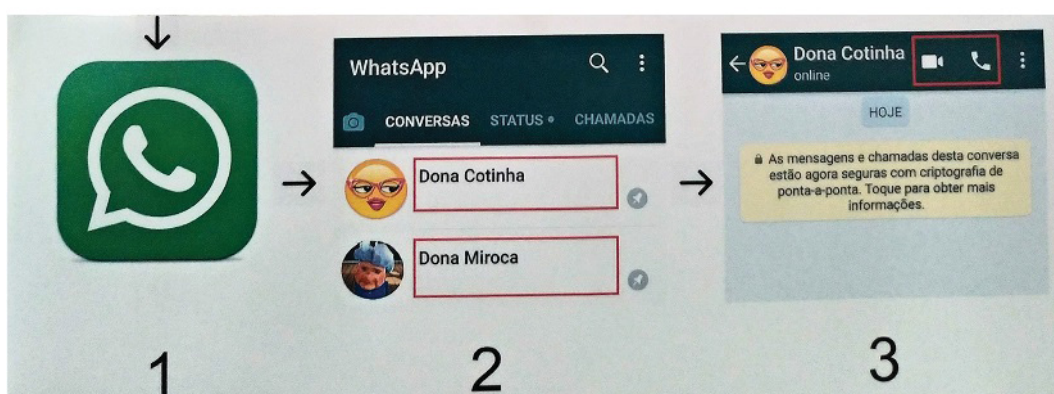 WhatsApp
CONVERSAS STATUS • CHAMADAS
Dona Cotinha
Dona Miroca
Dona Cotinha
online
HOJE
As mensagens e chamadas desta conversa
estão agora seguras com criptografia de
ponta-a-ponta. Toque para obter mais
informações.
1
2
3